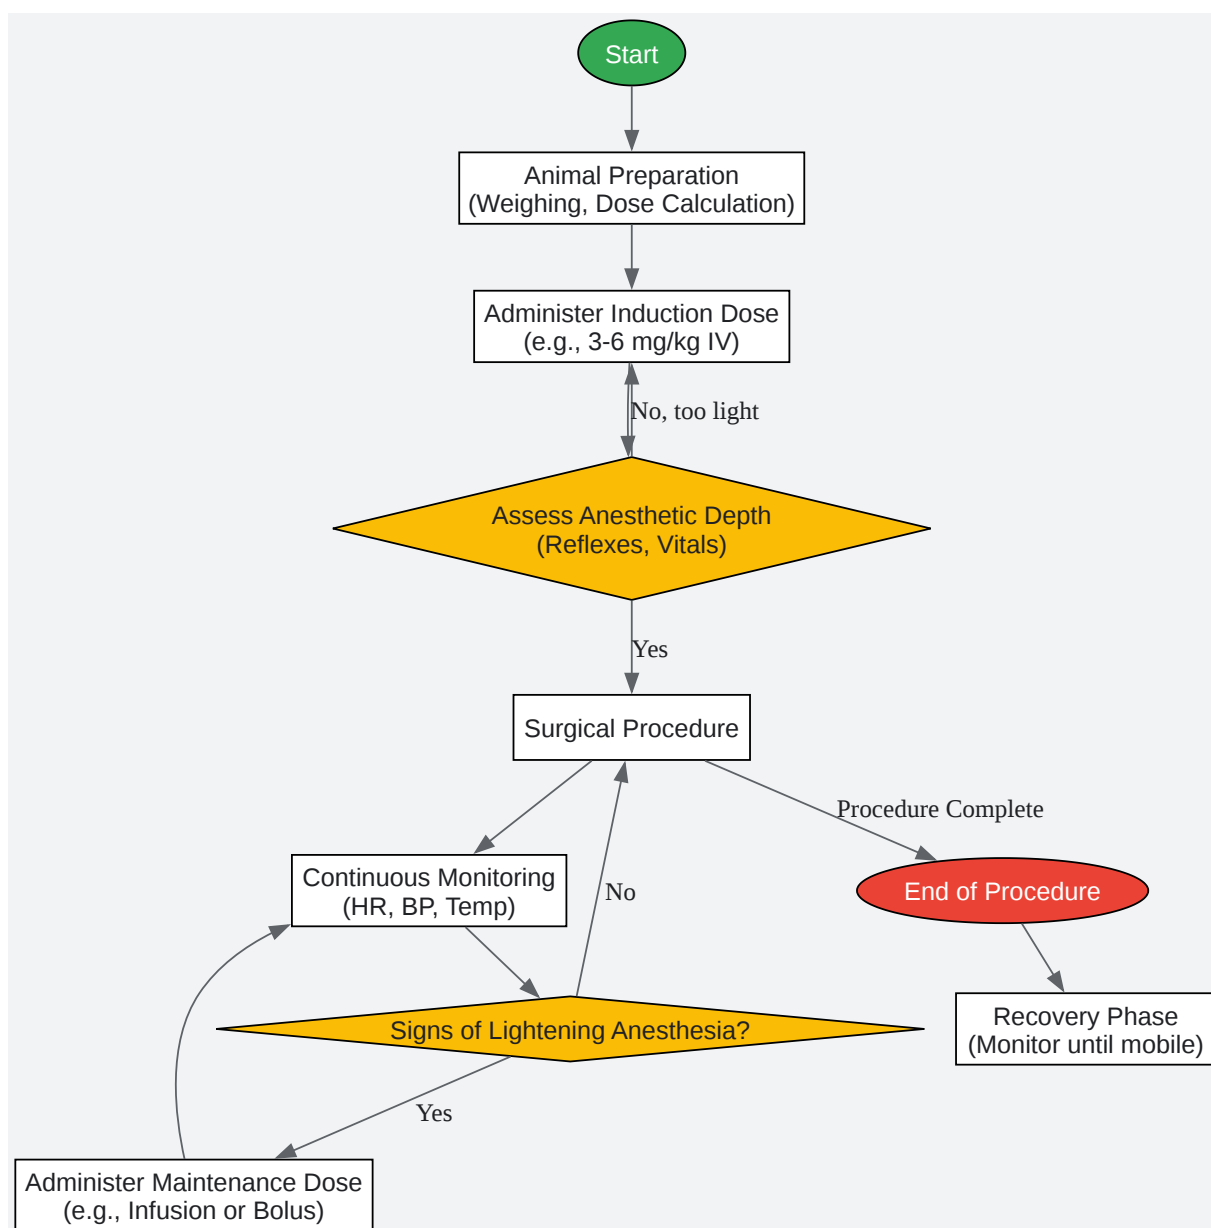 Start
Animal Preparation
(Weighing, Dose Calculation)
Administer Induction Dose
(e.g., 3-6 mg/kg IV)
No, too light
Assess Anesthetic Depth
(Reflexes, Vitals)
Yes
Surgical Procedure
Procedure Complete
Continuous Monitoring
(HR, BP, Temp)
No
End of Procedure
Signs of Lightening Anesthesia?
Recovery Phase
(Monitor until mobile)
Yes
Administer Maintenance Dose
(e.g., Infusion or Bolus)